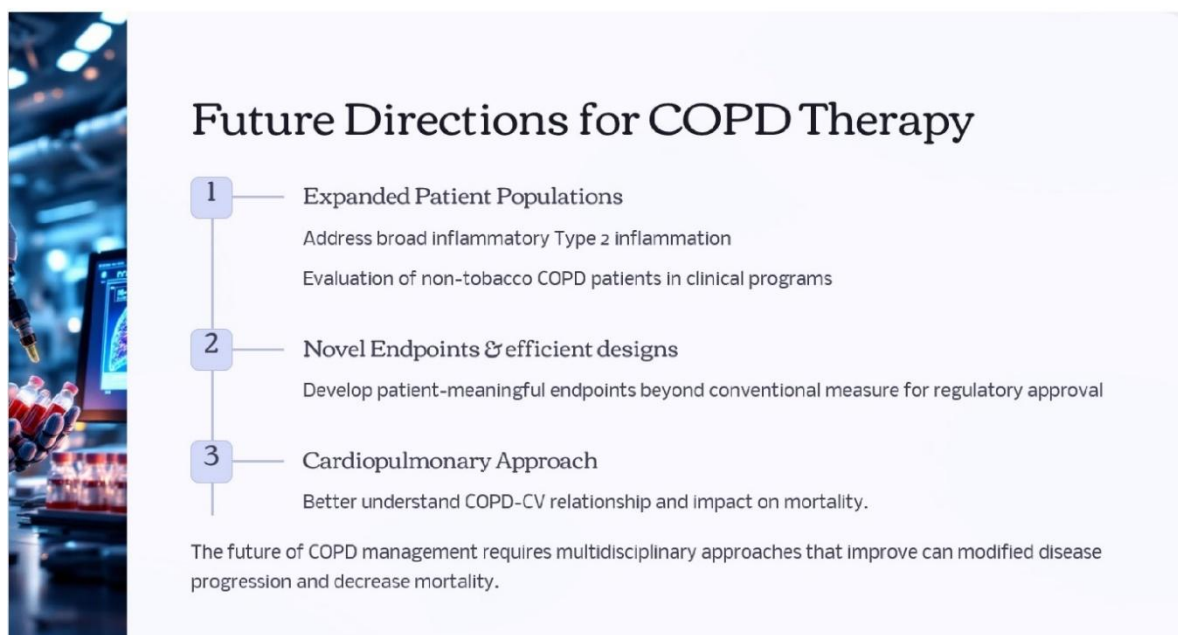 Future Directions for COPD Therapy
1
Expanded Patient Populations
Address broad inflammatory Type 2 inflammation
Evaluation of non-tobacco COPD patients in clinical programs
2
Novel Endpoints & efficient designs
Develop patient-meaningful endpoints beyond conventional measure for regulatory approval
3
Cardiopulmonary Approach
Better understand COPD-CV relationship and impact on mortality.
The future of COPD management requires multidisciplinary approaches that improve can modified disease
progression and decrease mortality.